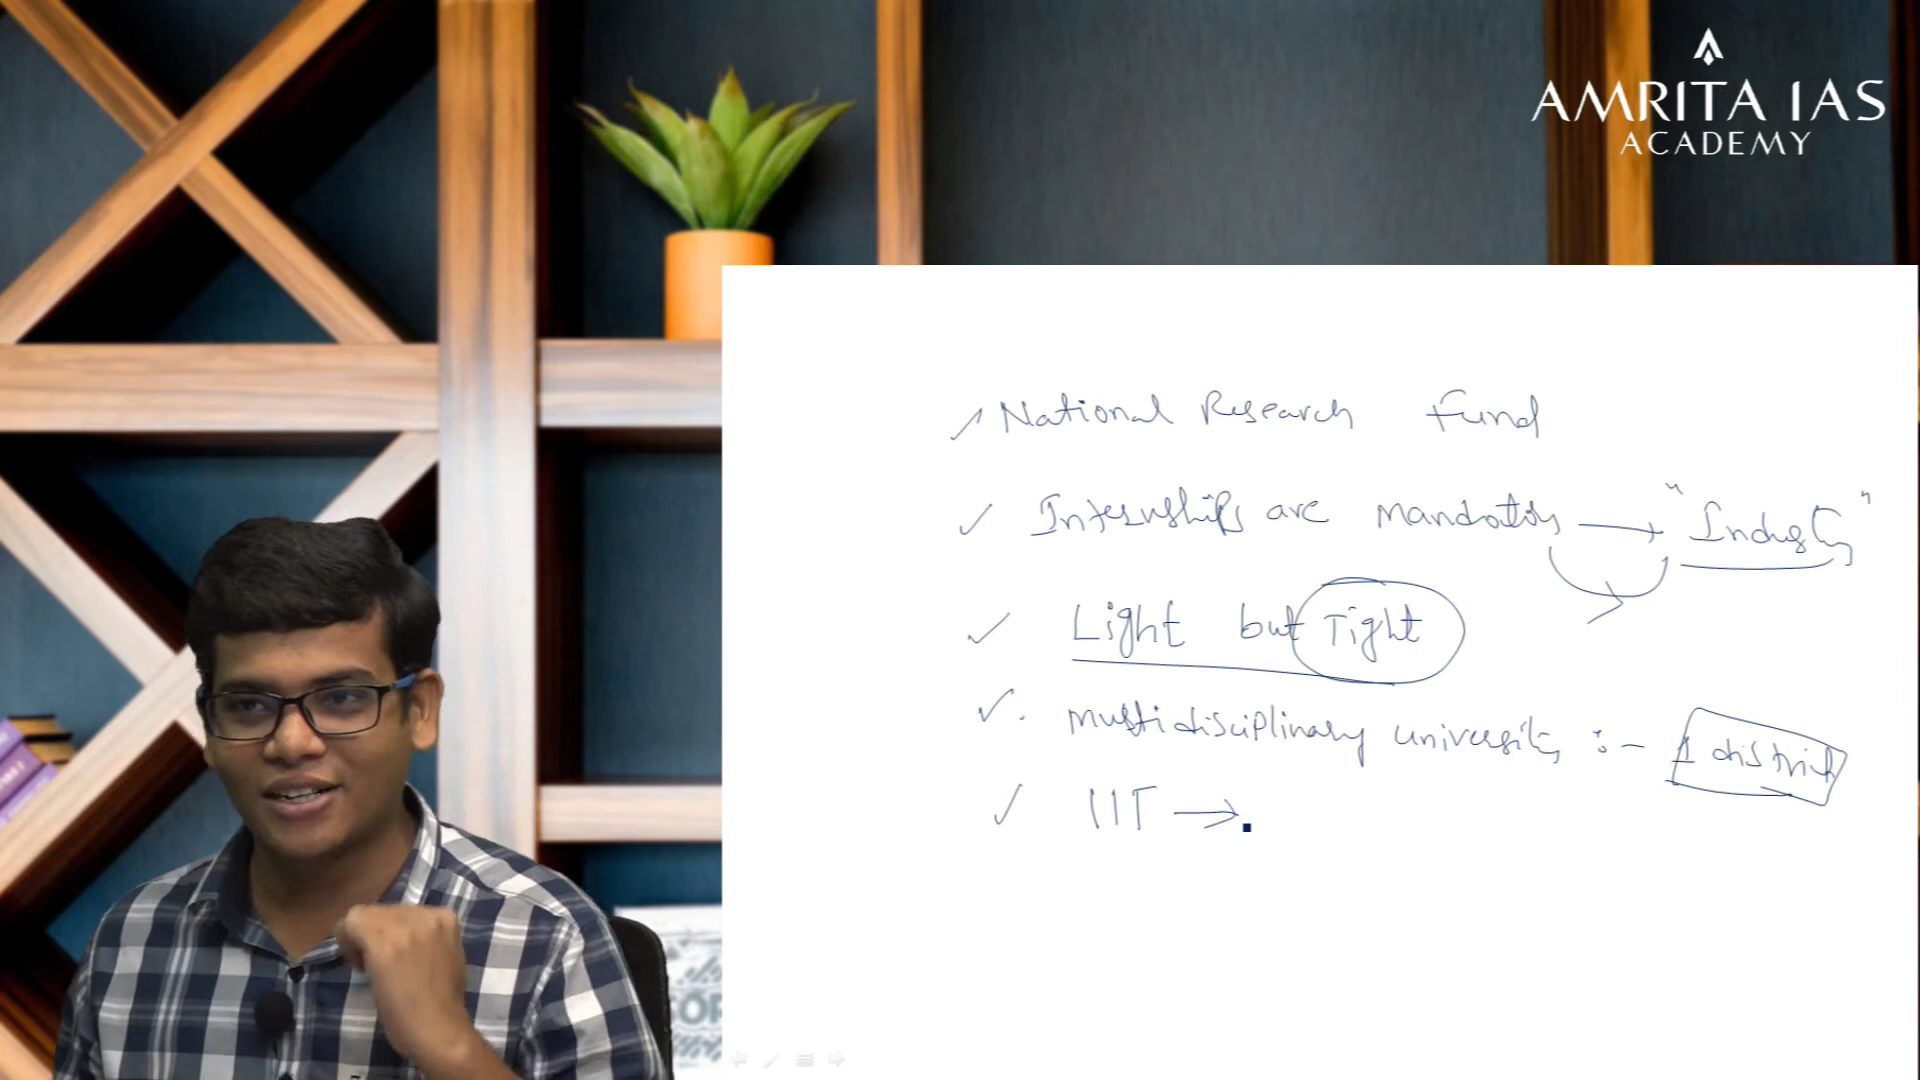 AMRITA IAS
ACADEMY
National Research Fund
Internships are mandatory → "Industry"
Light but Tight
multidisciplinary university :- 1 district
IIT →